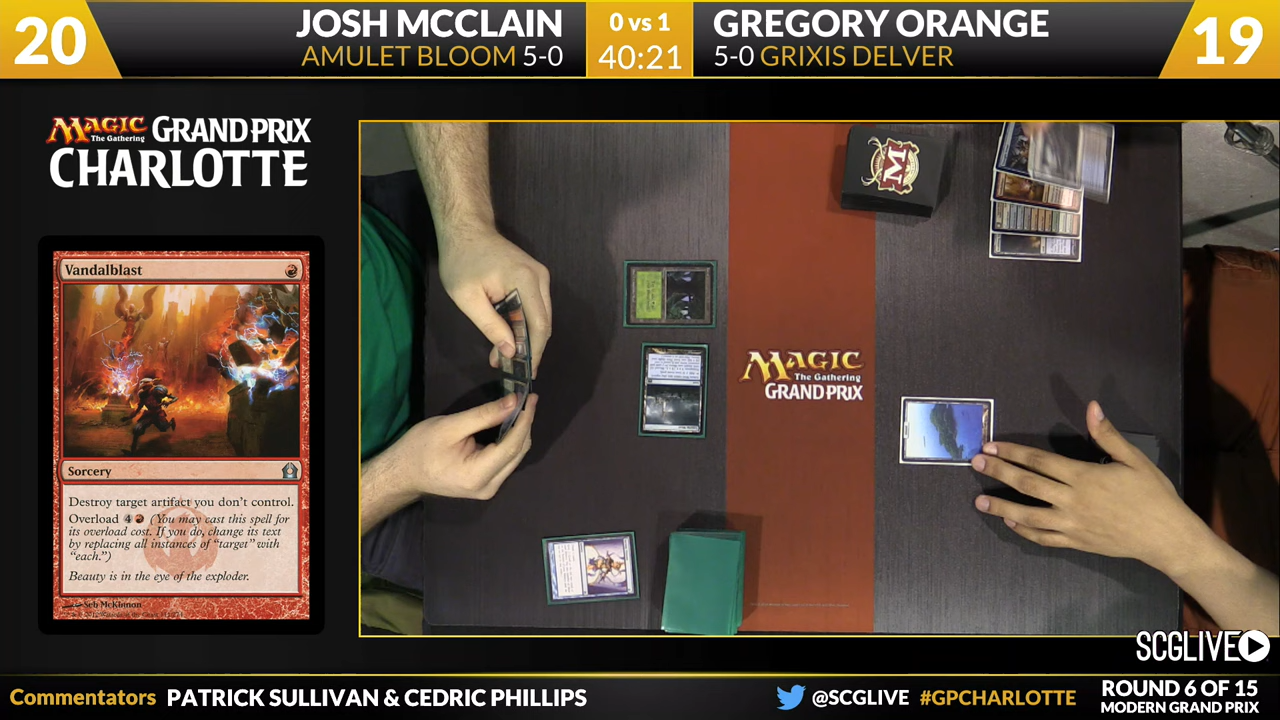 20
JOSH MCCLAIN
AMULET BLOOM 5-0
0 vs 1
40:21
GREGORY ORANGE
5-0 GRIXIS DELVER
19
MAGIC
The Gathering
GRAND PRIX
CHARLOTTE
Vandalblast
Sorcery
Destroy target artifact you don't control.
Overload 4 (You may cast this spell for
its overload cost. If you do, change its text
by replacing all instances of "target" with
"each.")
Beauty is in the eye of the exploder.
Seb McKinnon
M
MAGIC
The Gathering
GRAND PRIX
SCGLIVE
Commentators PATRICK SULLIVAN & CEDRIC PHILLIPS
@SCGLIVE #GPCHARLOTTE
ROUND 6 OF 15
MODERN GRAND PRIX